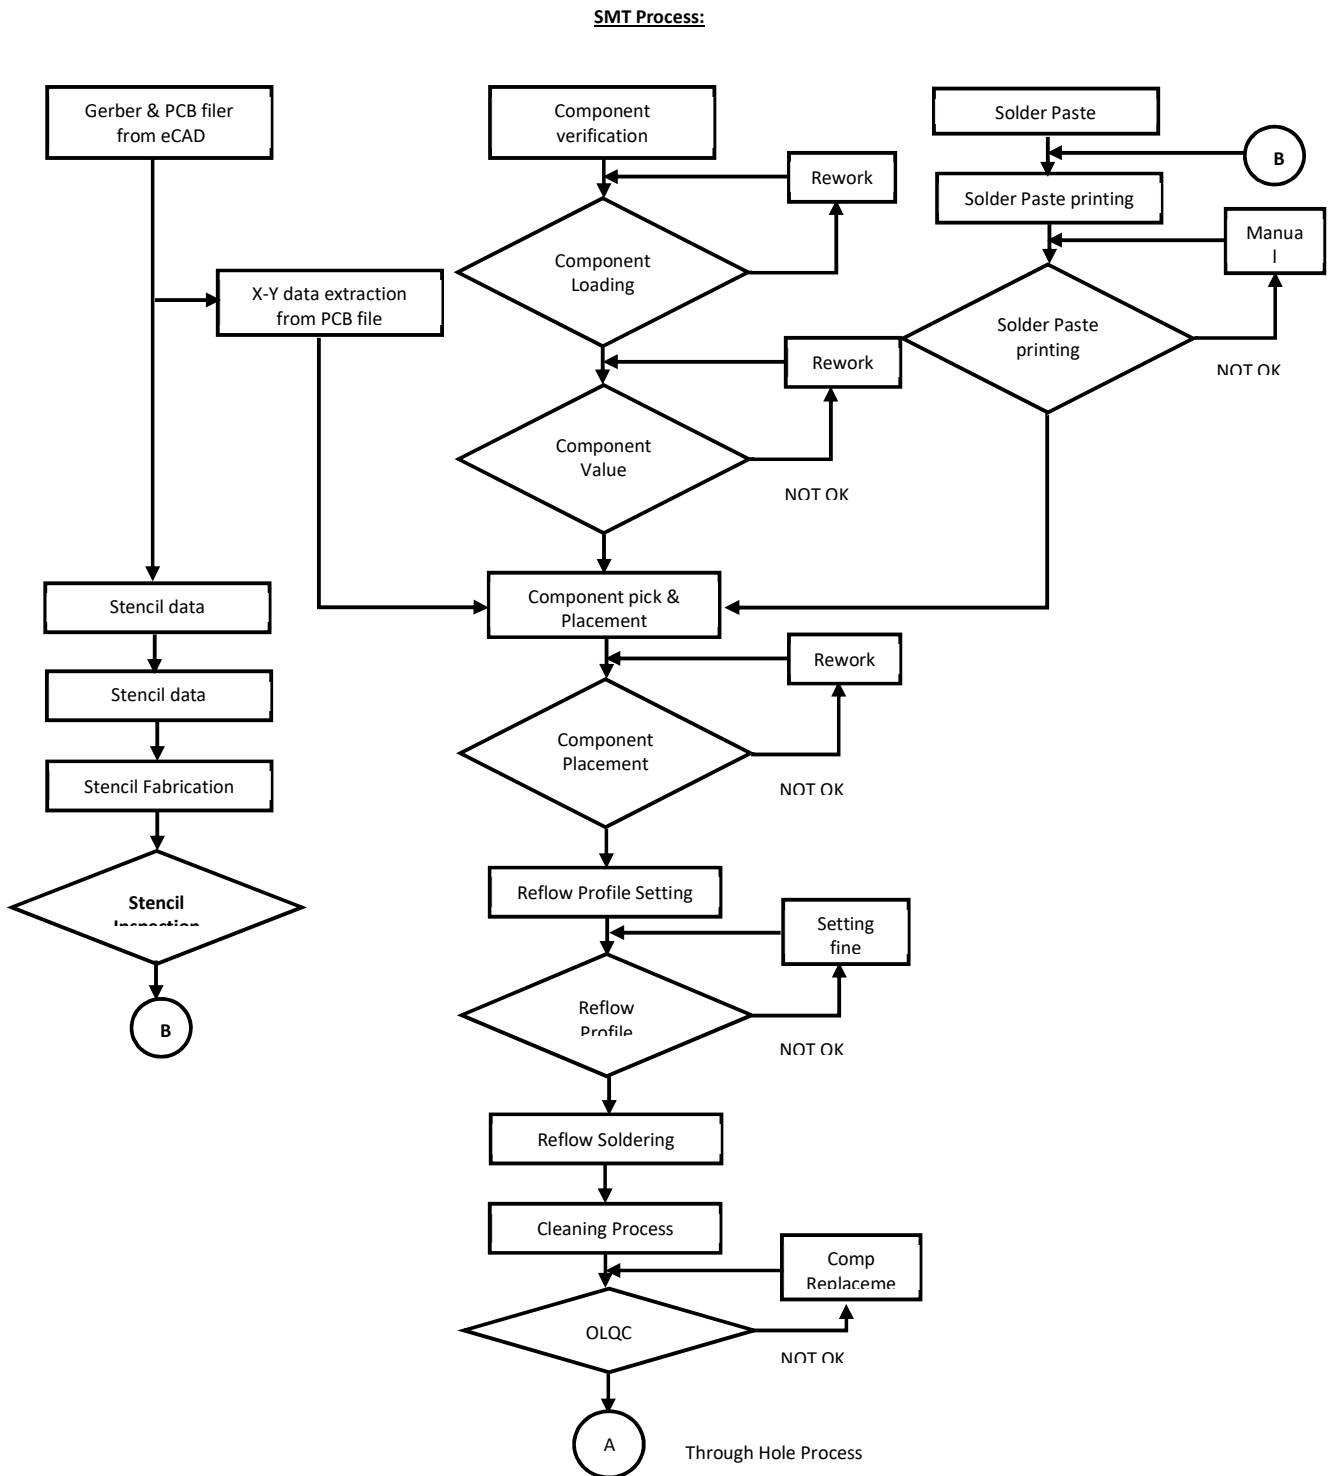 SMT Process:
Gerber & PCB filer
from eCAD
Component
verification
Solder Paste
B
Rework
Solder Paste printing
Manua
l
Component
Loading
X-Y data extraction
from PCB file
Solder Paste
printing
Rework
NOT OK
Component
Value
NOT OK
Stencil data
Component pick &
Placement
Rework
Stencil data
Component
Placement
Stencil Fabrication
NOT OK
Reflow Profile Setting
Stencil
Inspection
Setting
fine
B
Reflow
Profile
NOT OK
Reflow Soldering
Cleaning Process
Comp
Replaceme
OLQC
NOT OK
A
Through Hole Process